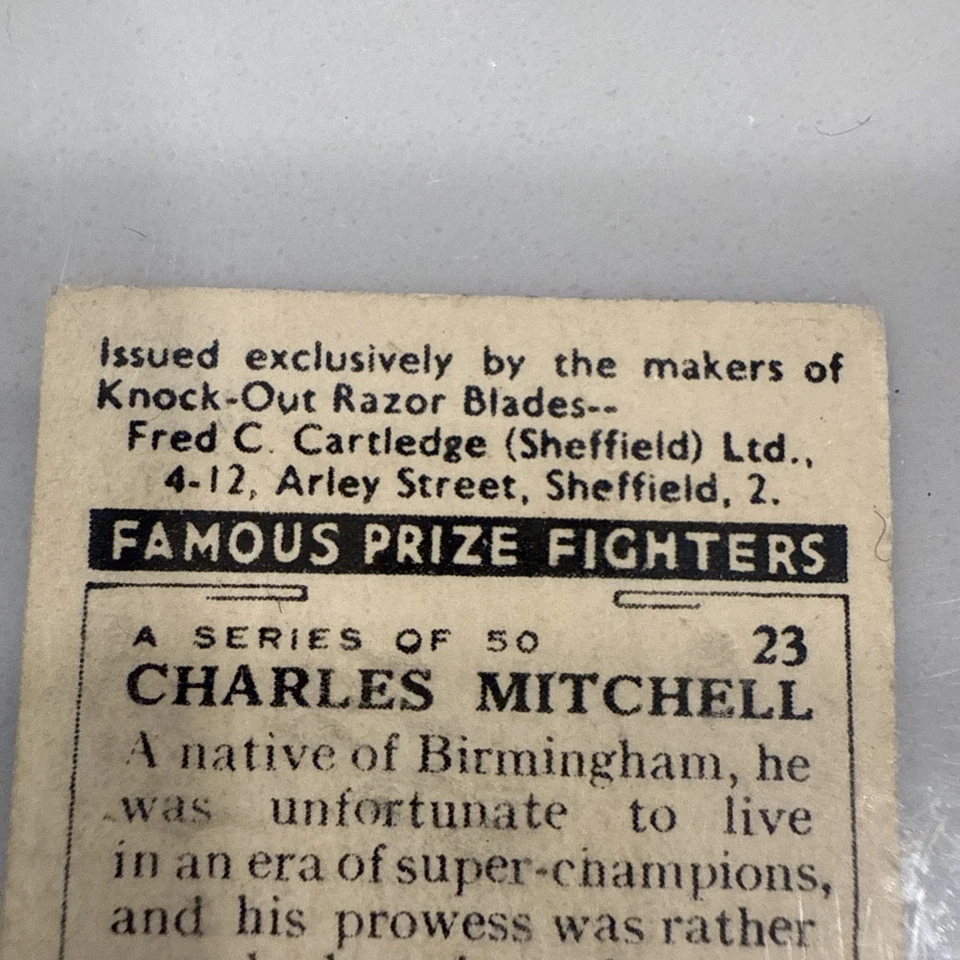 Issued exclusively by the makers of
Knock-Out Razor Blades--
Fred C. Cartledge (Sheffield) Ltd.,
4-12, Arley Street, Sheffield, 2.
FAMOUS PRIZE FIGHTERS
A SERIES OF 50 23
CHARLES MITCHELL
A native of Birmingham, he
was unfortunate to live
in an era of super-champions,
and his prowess was rather